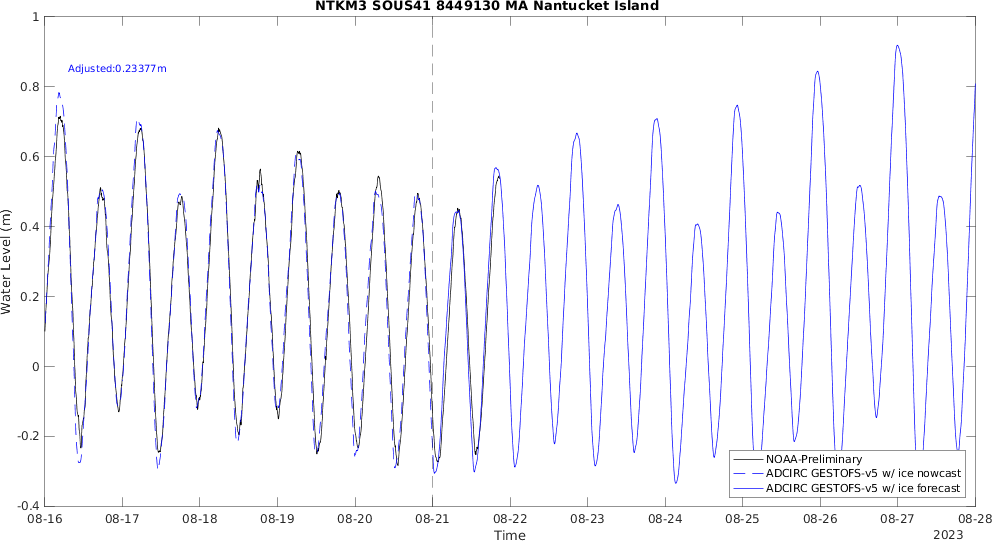 NTKM3 SOUS41 8449130 MA Nantucket Island
1
Adjusted:0.23377m
0.8
0.6
0.4
0.2
0
-0.2
-0.4
Water Level (m)
NOAA-Preliminary
ADCIRC GESTOFS-v5 w/ ice nowcast
ADCIRC GESTOFS-v5 w/ ice forecast
08-16 08-17 08-18 08-19 08-20 08-21 08-22 08-23 08-24 08-25 08-26 08-27 08-28
Time
2023